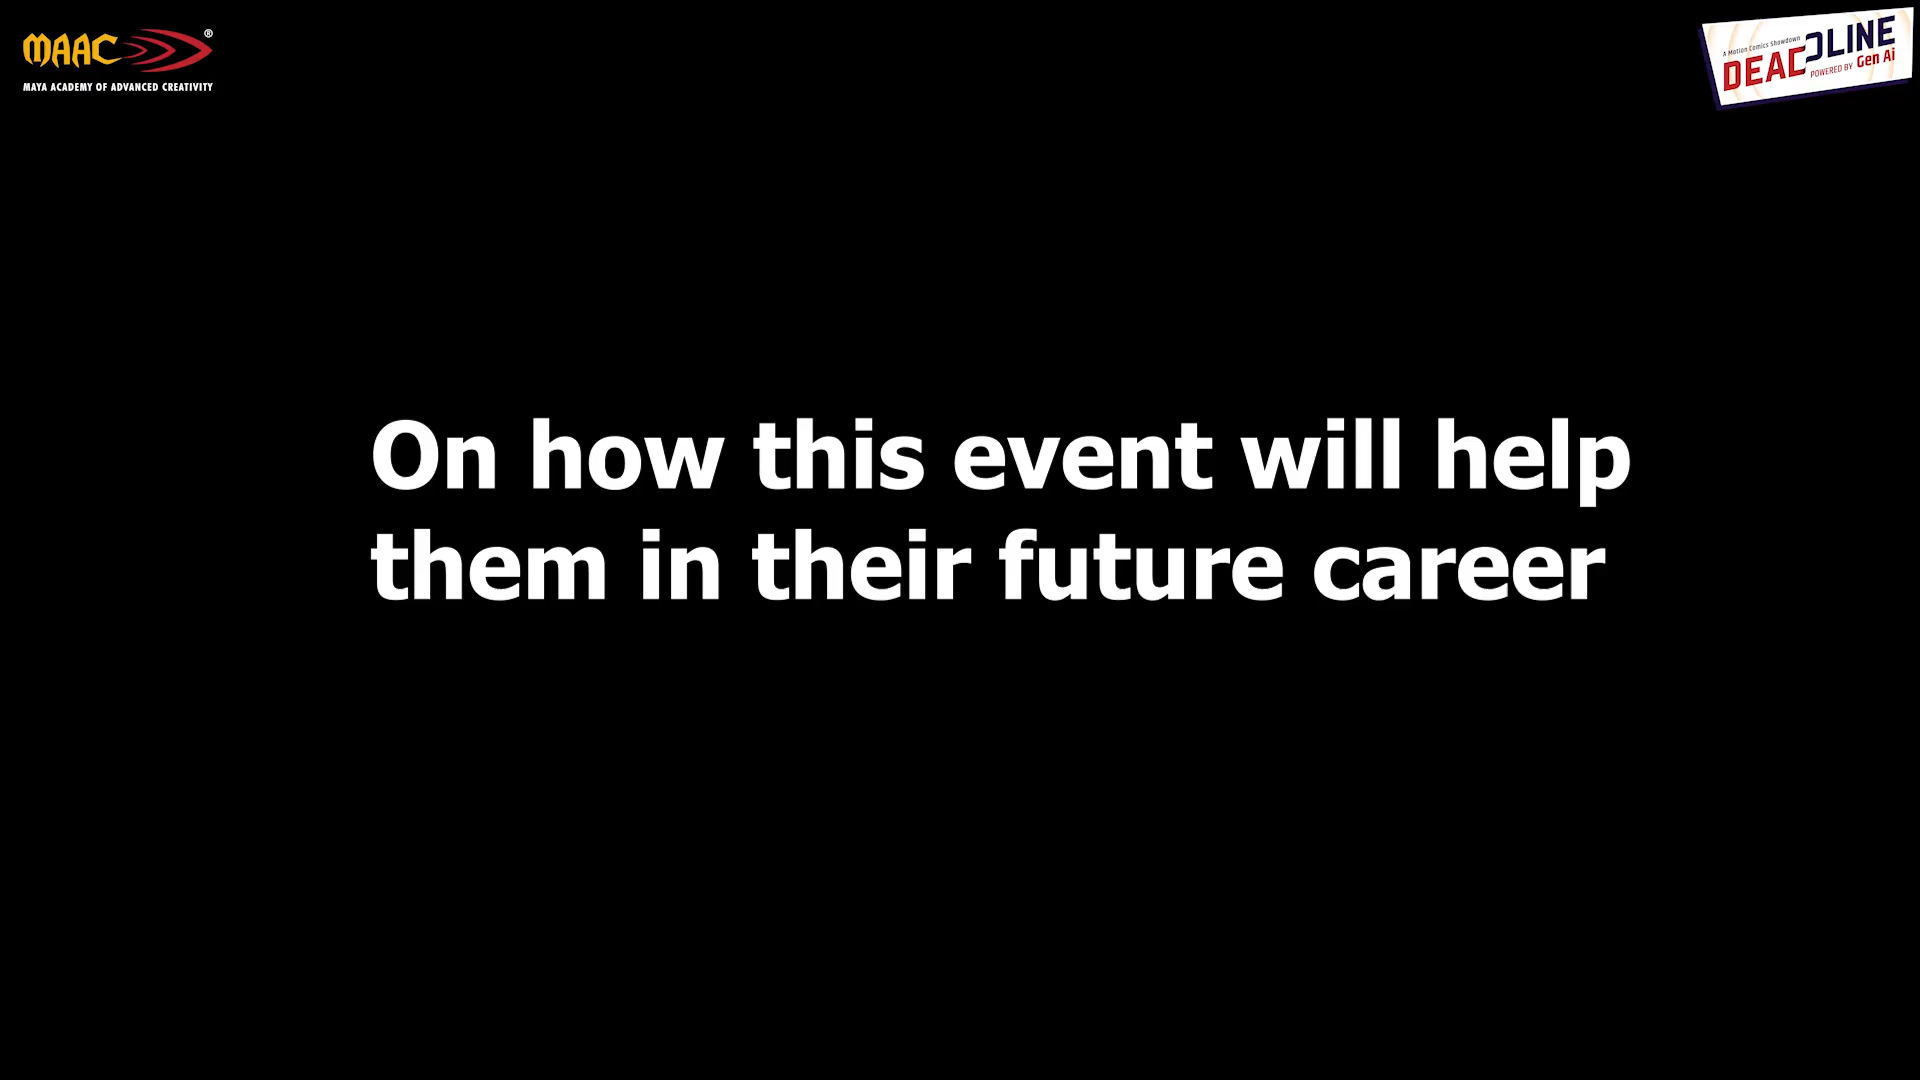 MAAC®
MAYA ACADEMY OF ADVANCED CREATIVITY
A Motion Comics Showdown
DEADLINE
POWERED BY Gen Ai
On how this event will help
them in their future career